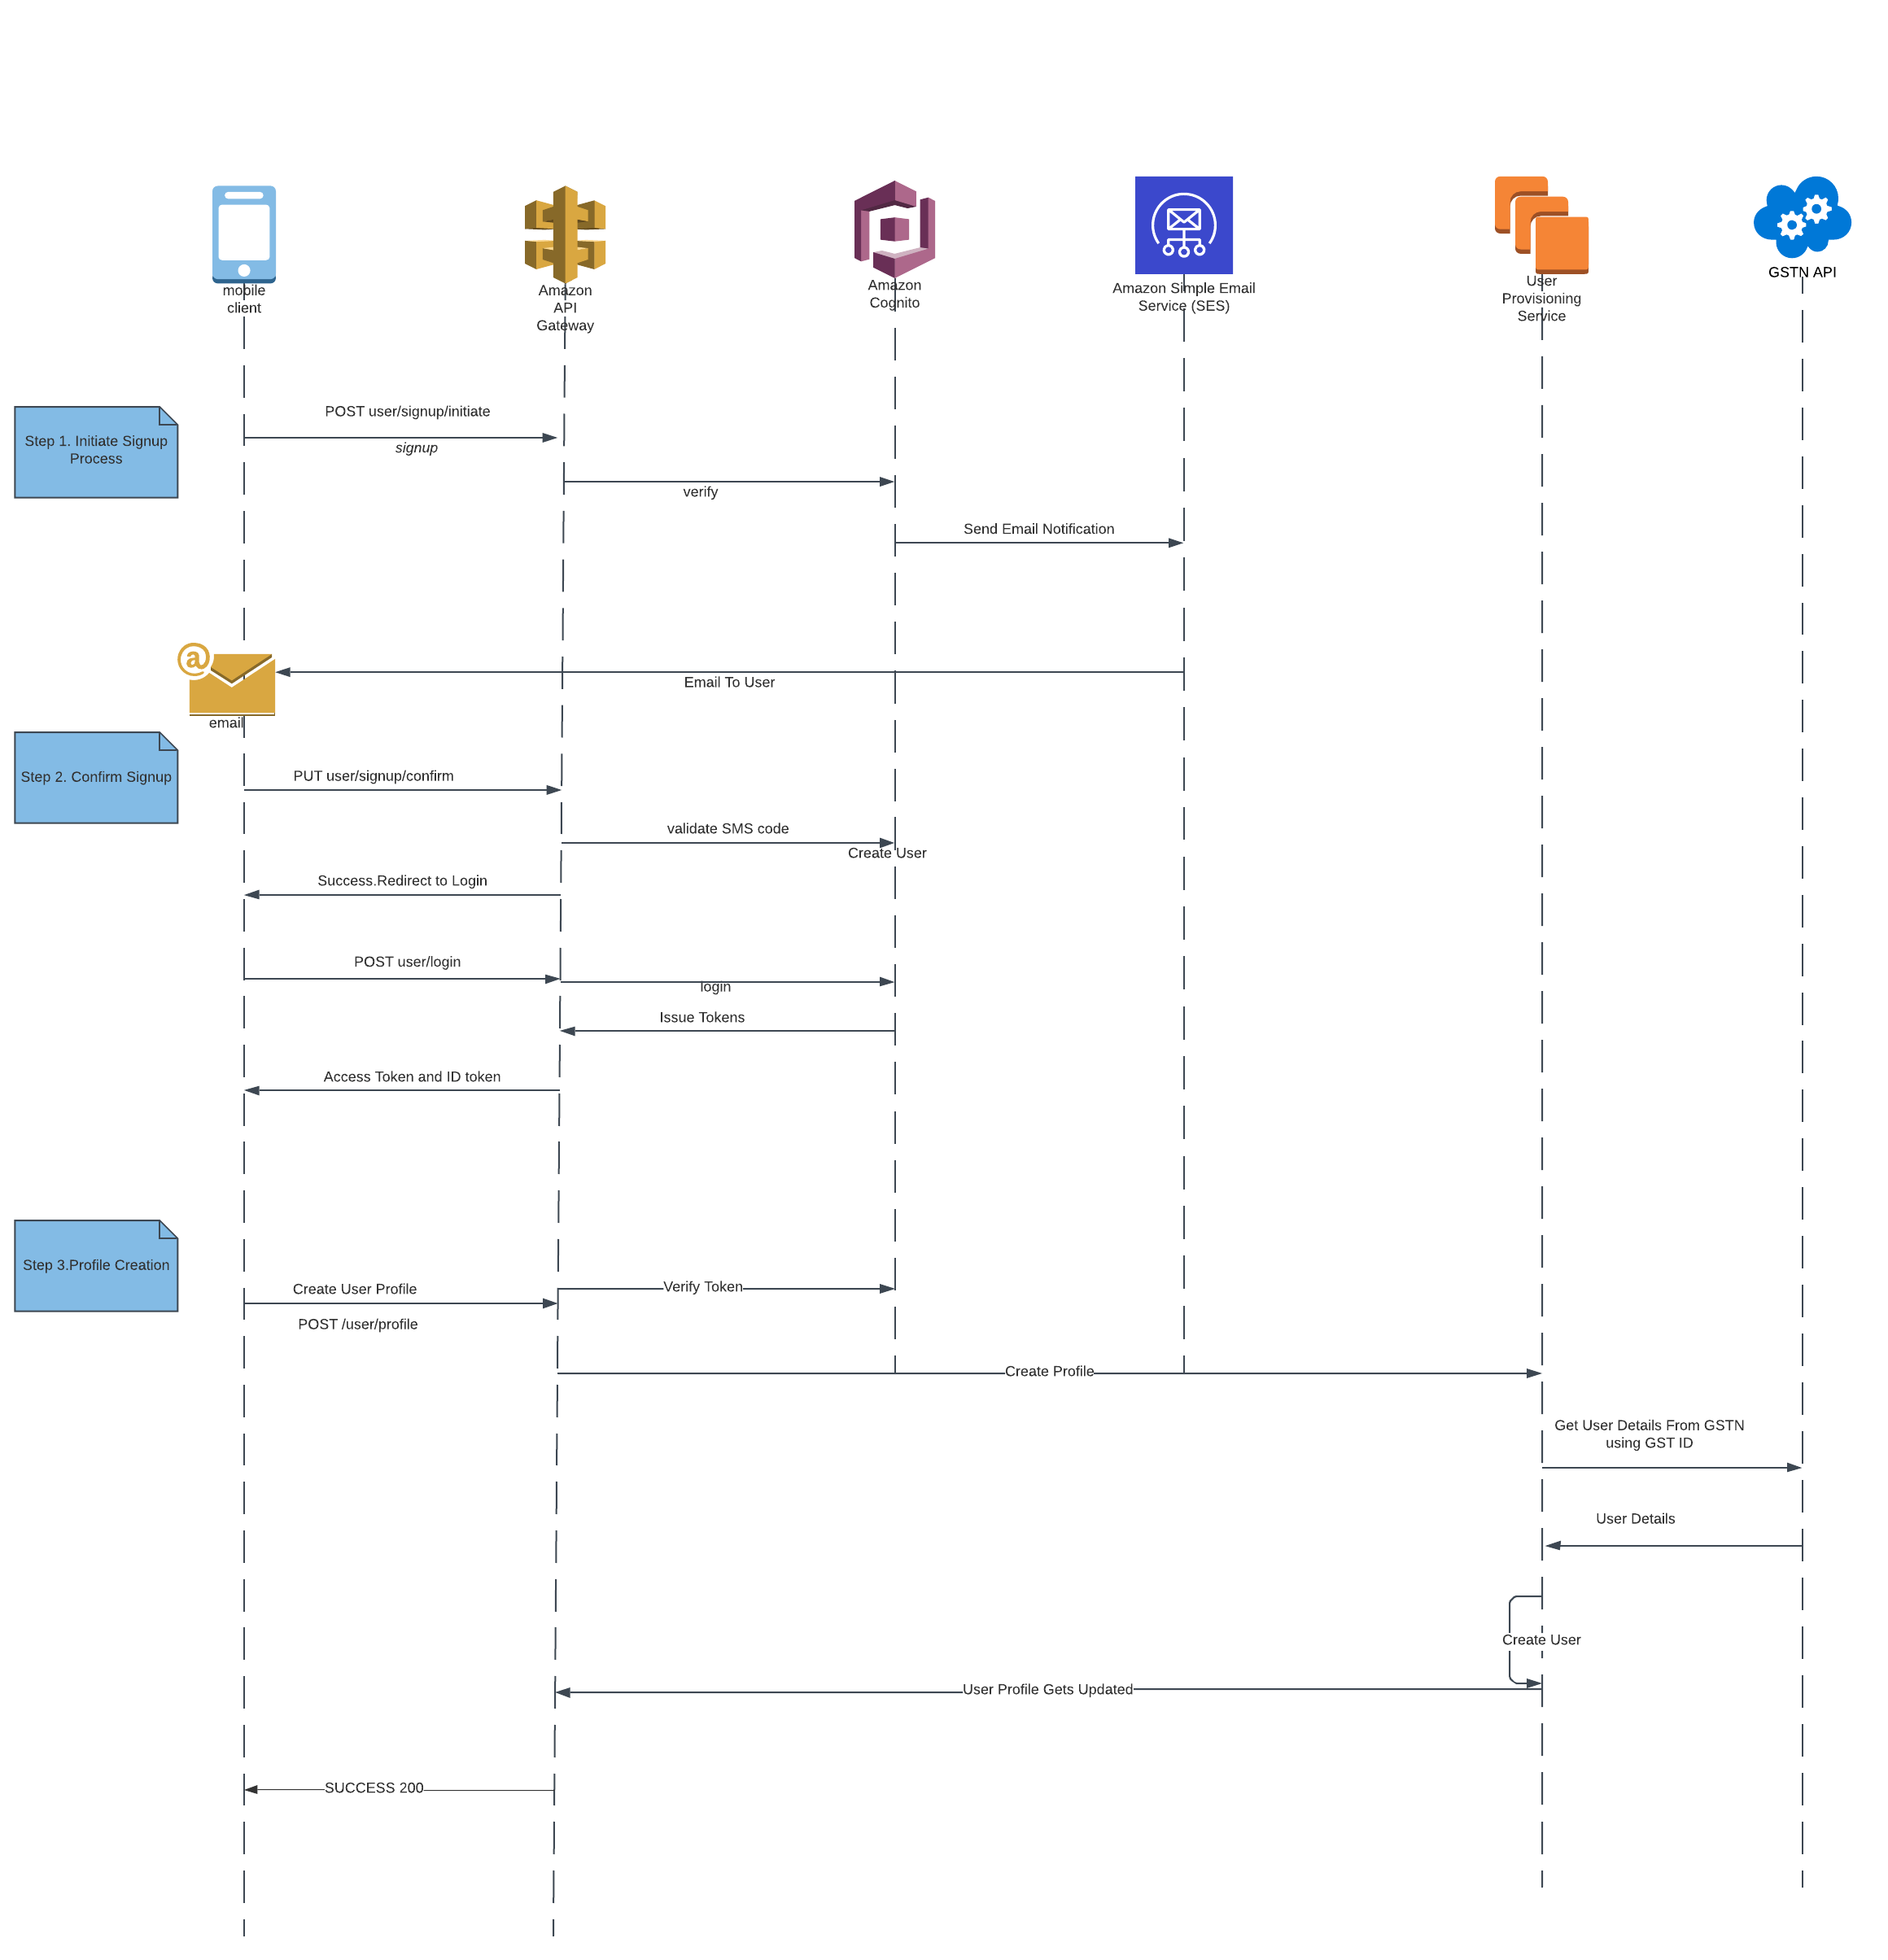 mobile
client
Amazon
API
Gateway
Amazon
Cognito
Amazon Simple Email
Service (SES)
User
Provisioning
Service
GSTN API
Step 1. Initiate Signup
Process
POST user/signup/initiate
signup
verify
Send Email Notification
@
Email To User
email
Step 2. Confirm Signup
PUT user/signup/confirm
validate SMS code
Create User
Success.Redirect to Login
POST user/login
login
Issue Tokens
Access Token and ID token
Step 3.Profile Creation
Create User Profile
Verify Token
POST /user/profile
Create Profile
Get User Details From GSTN
using GST ID
User Details
Create User
User Profile Gets Updated
SUCCESS 200